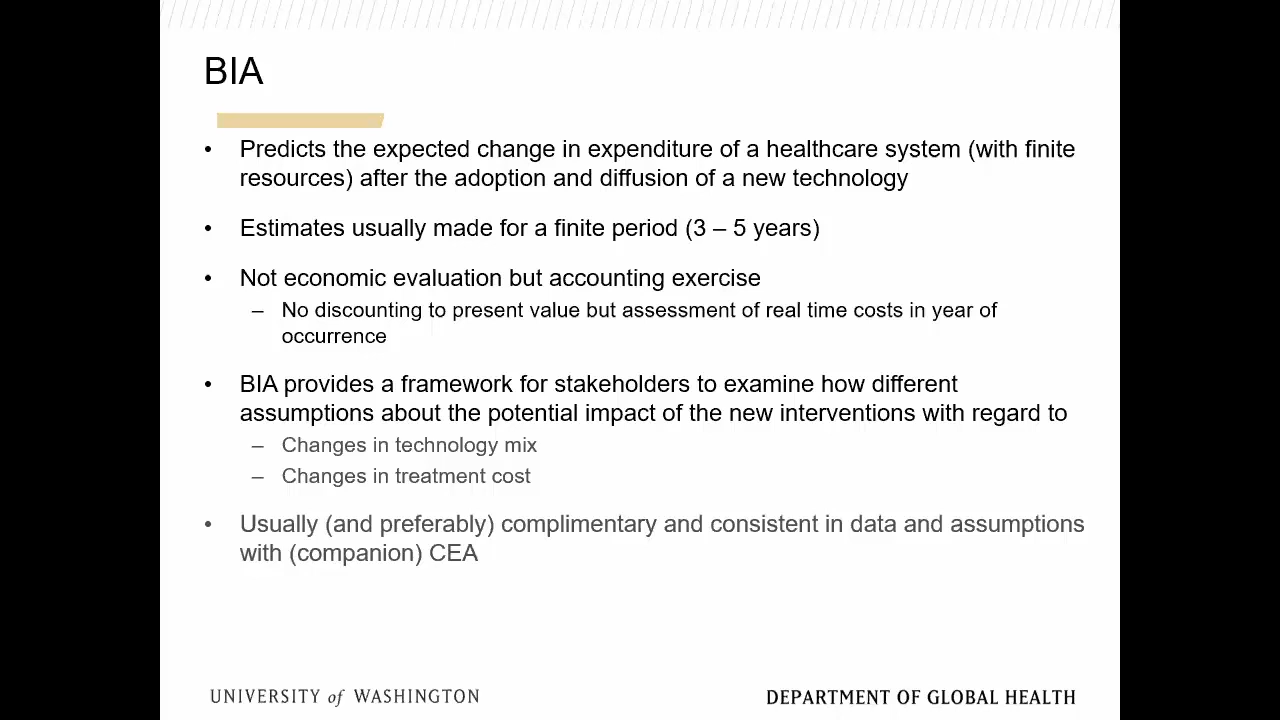 BIA
• Predicts the expected change in expenditure of a healthcare system (with finite
resources) after the adoption and diffusion of a new technology
• Estimates usually made for a finite period (3 – 5 years)
• Not economic evaluation but accounting exercise
– No discounting to present value but assessment of real time costs in year of
occurrence
• BIA provides a framework for stakeholders to examine how different
assumptions about the potential impact of the new interventions with regard to
– Changes in technology mix
– Changes in treatment cost
• Usually (and preferably) complimentary and consistent in data and assumptions
with (companion) CEA
UNIVERSITY of WASHINGTON
DEPARTMENT OF GLOBAL HEALTH